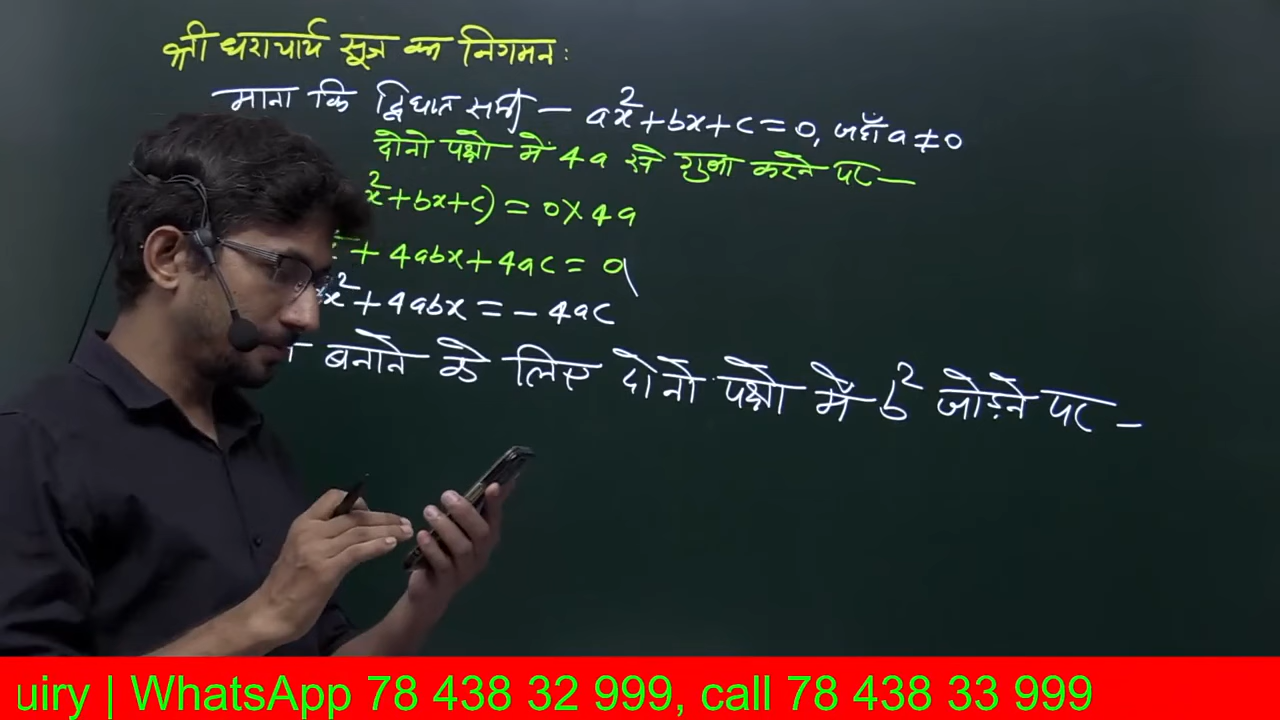 श्री धराचार्य सूत्र का निगमन:
माना कि द्विघात समी० — ax²+bx+c=0, जहाँ a≠0
दोनो पक्षो में 4a से गुणा करने पर—
x²+bx+c) = 0×4a
+ 4abx+4ac = 0
x²+4abx = -4ac
बनाने के लिए दोनो पक्षो में b² जोड़ने पर -
uiry | WhatsApp 78 438 32 999, call 78 438 33 999